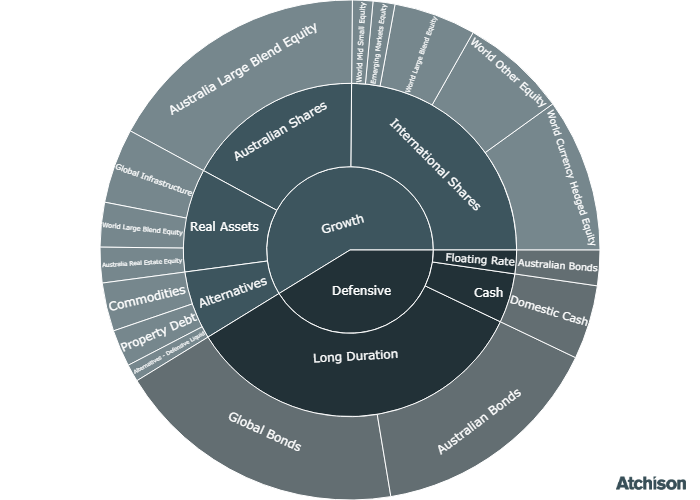 World Mid Small Equity
Emerging Markets Equity
World Large Blend Equity
World Other Equity
World Currency Hedged Equity
Australia Large Blend Equity
Australian Shares
International Shares
Global Infrastructure
World Large Blend Equity
Real Assets
Growth
Australia Real Estate Equity
Floating Rate
Australian Bonds
Commodities
Alternatives
Defensive
Cash
Domestic Cash
Property Debt
Alternatives - Defensive Liquid
Long Duration
Global Bonds
Australian Bonds
Atchison